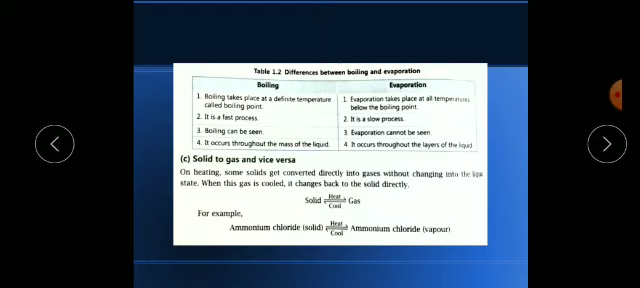 Table 1.2 Differences between boiling and evaporation
Boiling
Evaporation
1. Boiling takes place at a definite temperature
called boiling point.
1. Evaporation takes place at all temperatures
below the boiling point.
2. It is a fast process.
2. It is a slow process.
3. Boiling can be seen.
3. Evaporation cannot be seen.
4. It occurs throughout the mass of the liquid.
4. It occurs throughout the layers of the liquid.
(c) Solid to gas and vice versa
On heating, some solids get converted directly into gases without changing into the
state. When this gas is cooled, it changes back to the solid directly.
Solid Heat Cool Gas
For example,
Ammonium chloride (solid) Heat Cool Ammonium chloride (vapour)